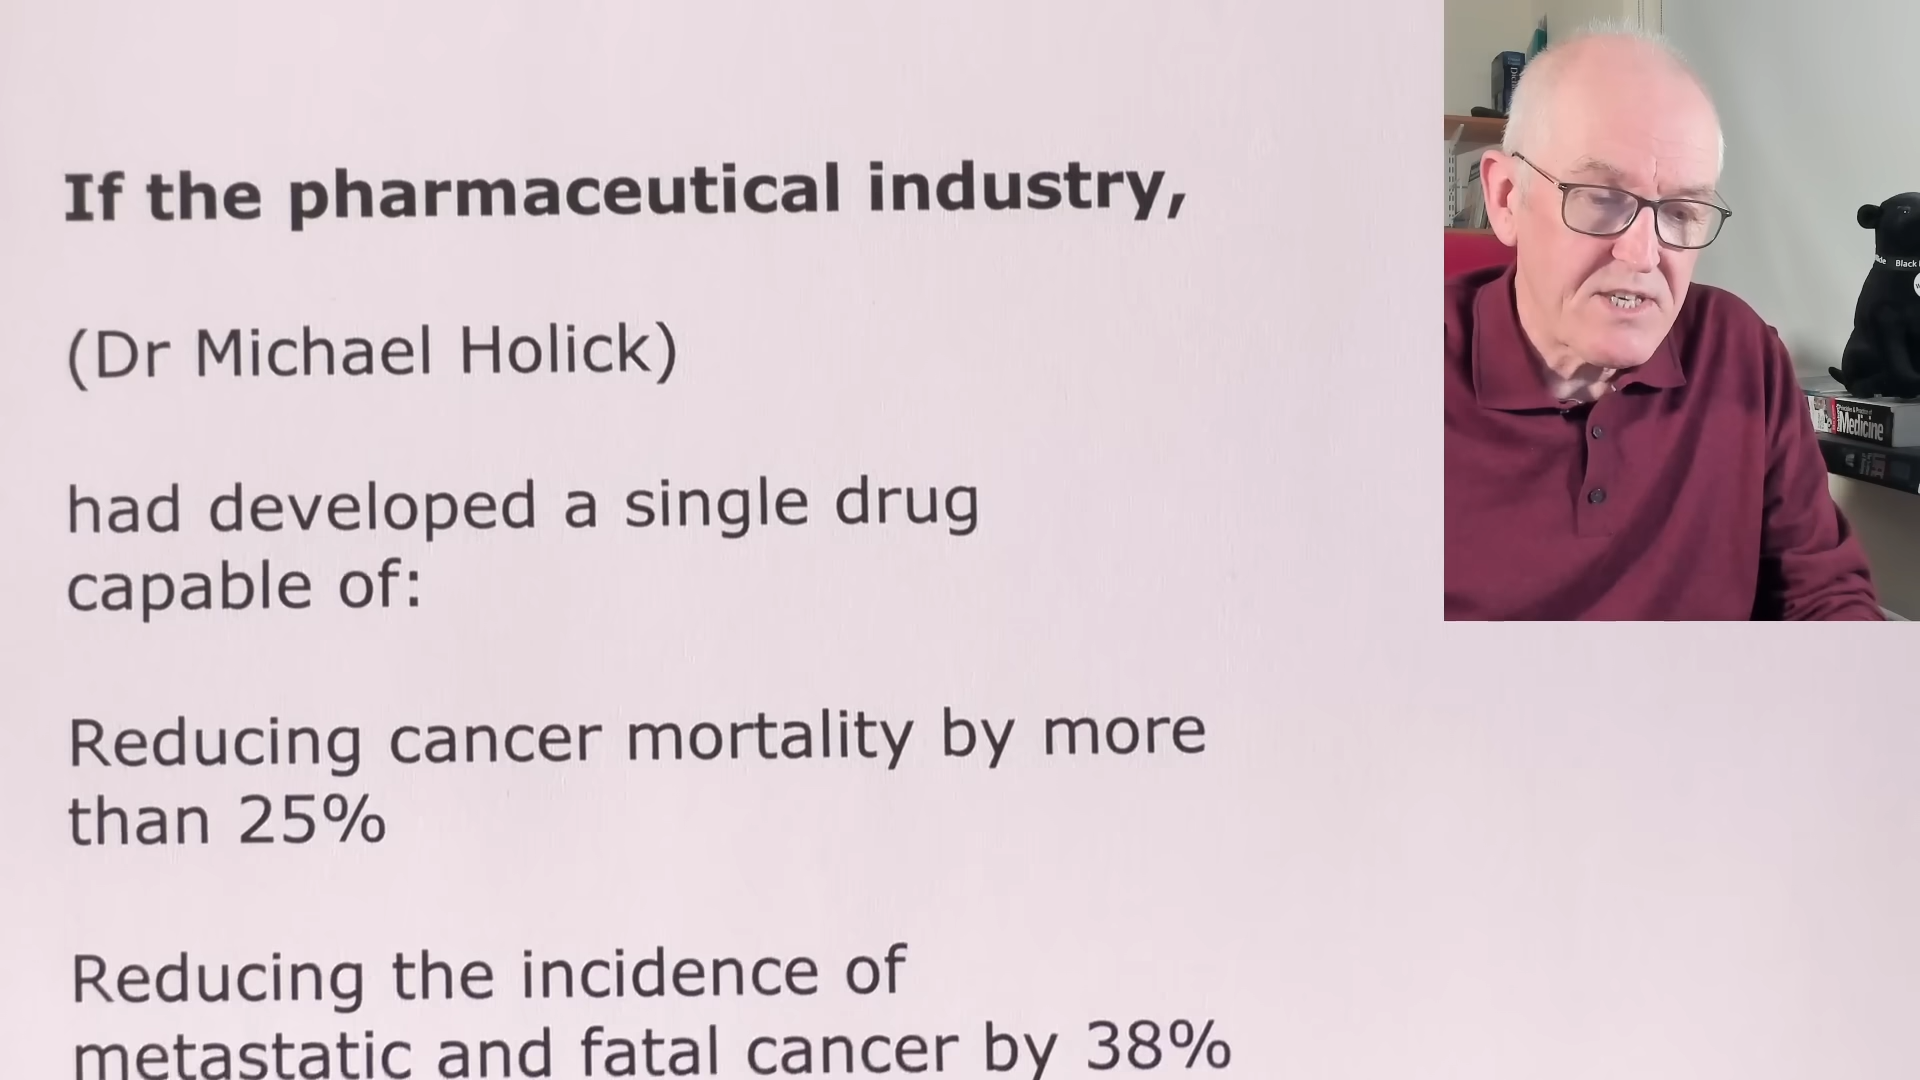 If the pharmaceutical industry,
(Dr Michael Holick)
had developed a single drug
capable of:
Reducing cancer mortality by more
than 25%
Reducing the incidence of
metastatic and fatal cancer by 38%
Black
Medicine